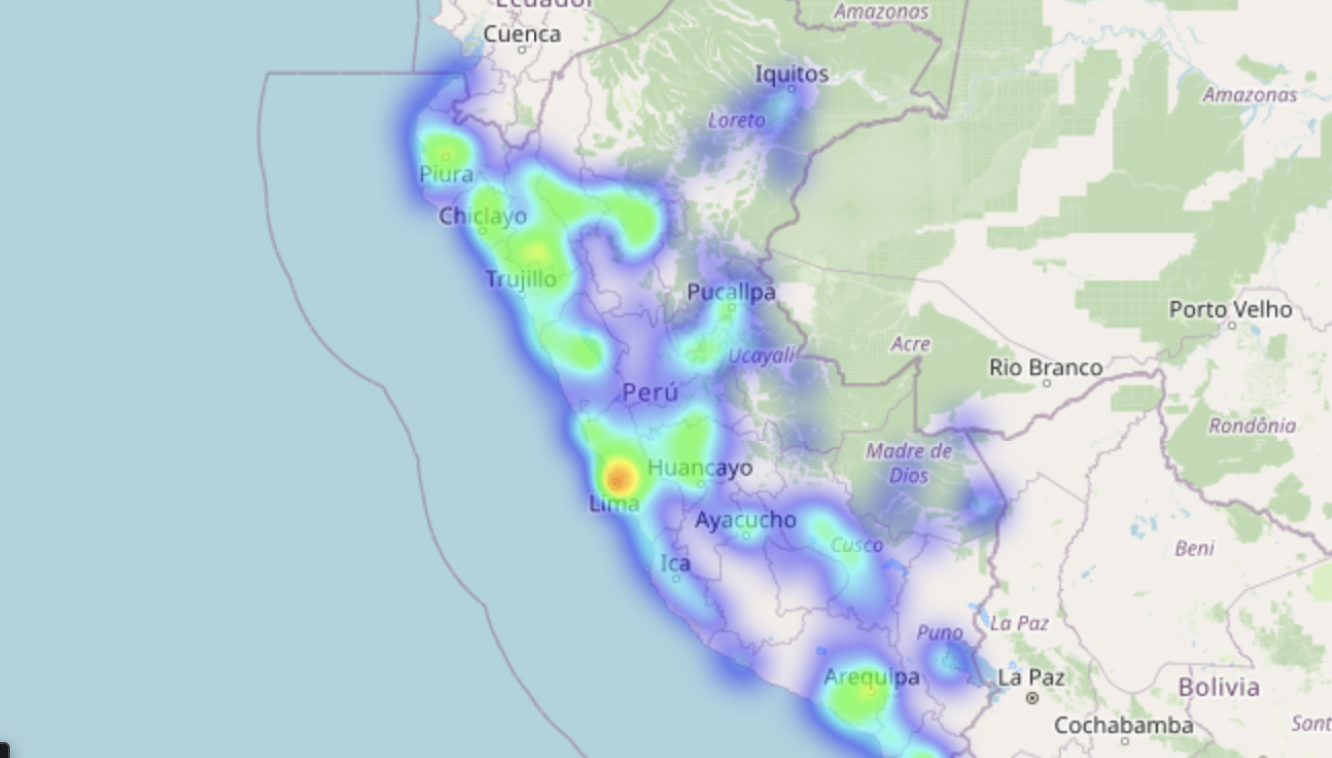 Ecuador
Amazonas
Cuenca
Iquitos
Amazonas
Loreto
Piura
Chiclayo
Trujillo
Pucallpa
Porto Velho
Acre
Ucayali
Rio Branco
Perú
Rondônia
Madre de
Dios
Huancayo
Lima
Ayacucho
Cusco
Beni
Ica
La Paz
Puno
Arequipa
La Paz
Bolivia
Cochabamba
Sant